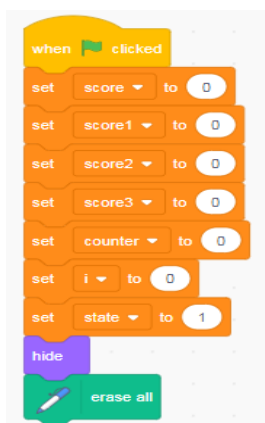 when clicked
set score to 0
set score1 to 0
set score2 to 0
set score3 to 0
set counter to 0
set i to 0
set state to 1
hide
erase all